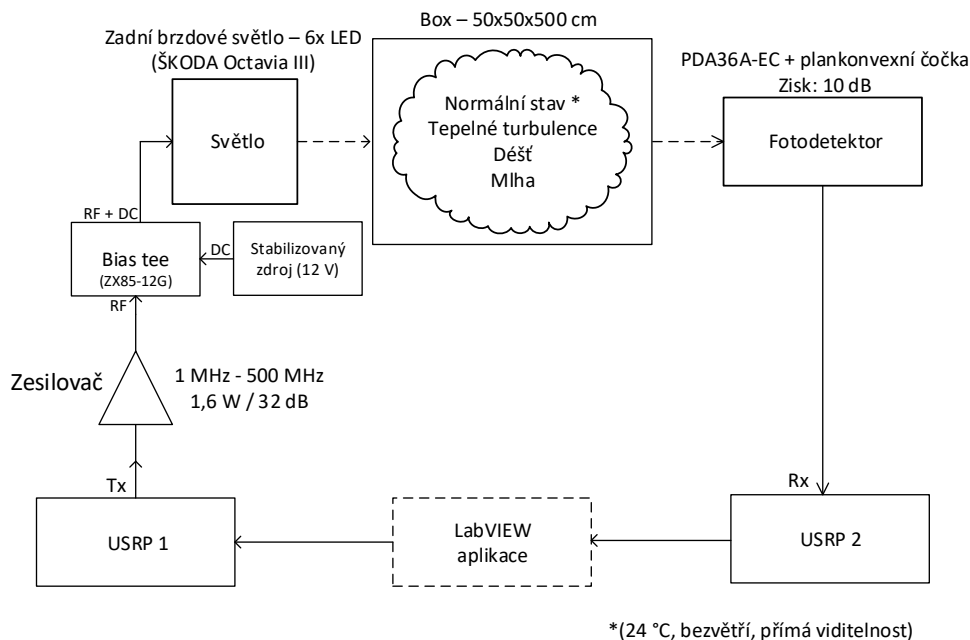 Box – 50x50x500 cm
Zadní brzdové světlo – 6x LED
(ŠKODA Octavia III)
PDA36A-EC + plankonvexní čočka
Zisk: 10 dB
Světlo
Normální stav *
Tepelné turbulence
Déšť
Mlha
Fotodetektor
RF + DC
Bias tee
(ZX85-12G)
DC
Stabilizovaný
zdroj (12 V)
RF
Zesilovač
1 MHz - 500 MHz
1,6 W / 32 dB
Tx
Rx
USRP 1
LabVIEW
aplikace
USRP 2
*(24 °C, bezvětří, přímá viditelnost)